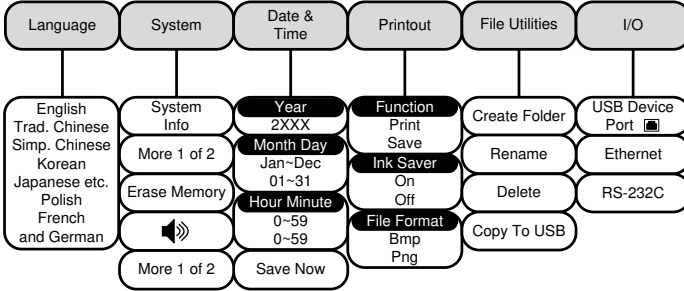 Language
System
Date &
Time
Printout
File Utilities
I/O
English
Trad. Chinese
Simp. Chinese
Korean
Japanese etc.
Polish
French
and German
System
Info
More 1 of 2
Erase Memory
More 1 of 2
Year
2XXX
Month Day
Jan~Dec
01~31
Hour Minute
0~59
0~59
Save Now
Function
Print
Save
Ink Saver
On
Off
File Format
Bmp
Png
Create Folder
Rename
Delete
Copy To USB
USB Device
Port
Ethernet
RS-232C